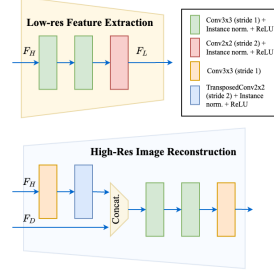 Low-res Feature Extraction
F_H
F_L
Conv3x3 (stride 1) +
Instance norm. + ReLU
Conv2x2 (stride 2) +
Instance norm. +
ReLU
Conv3x3 (stride 1)
TransposedConv2x2
(stride 2) + Instance
norm. + ReLU
High-Res Image Reconstruction
F_H
F_D
Concat.